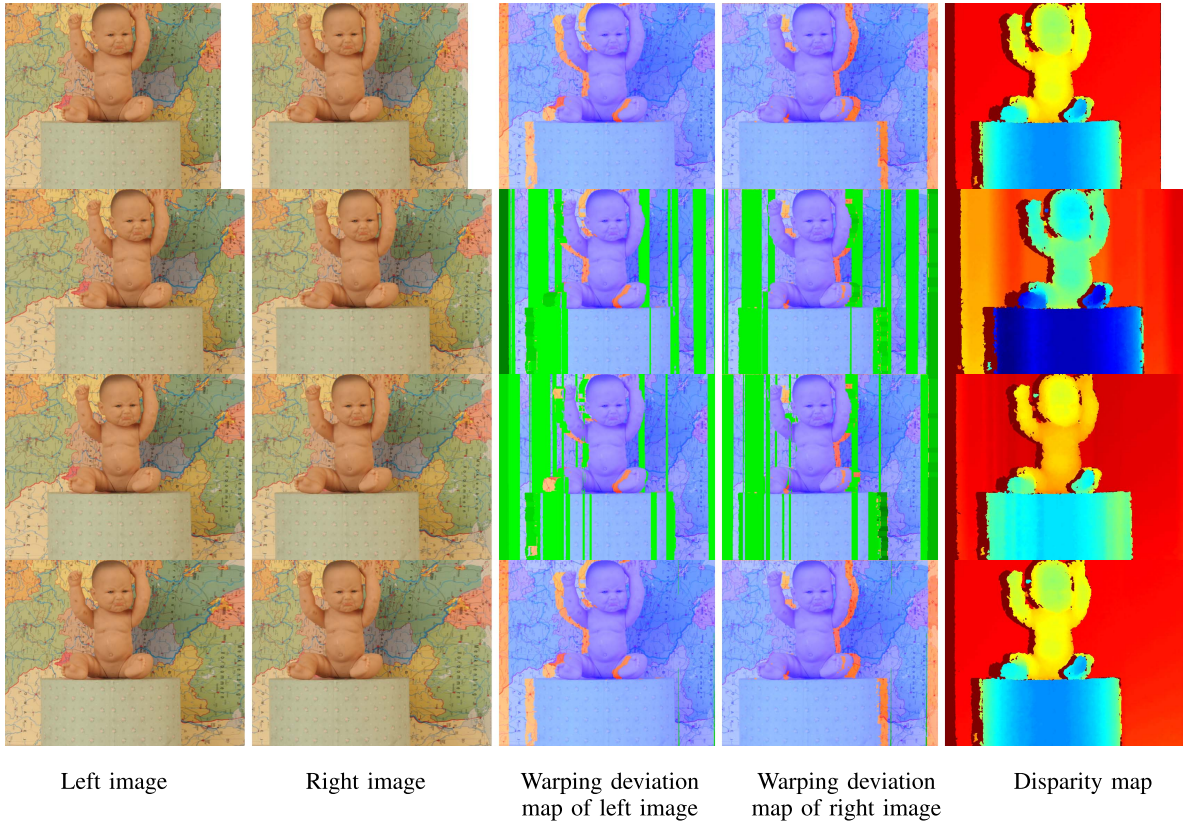 Left image
Right image
Warping deviation
map of left image
Warping deviation
map of right image
Disparity map